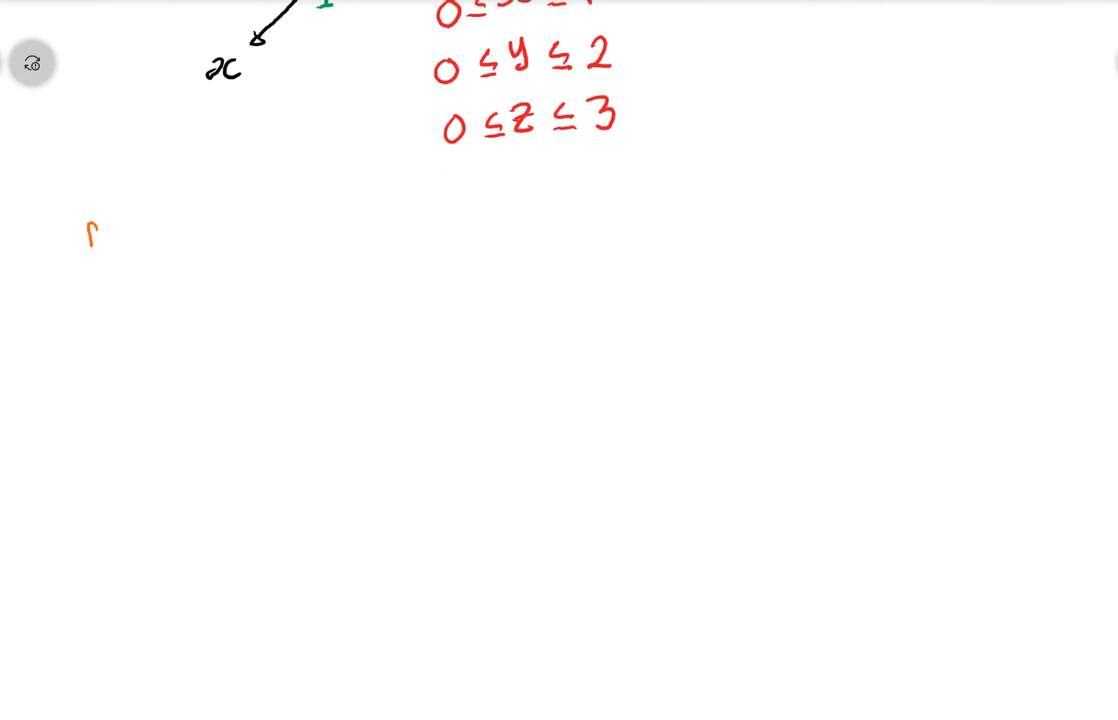 0 ≤ y ≤ 2
x
0 ≤ z ≤ 3